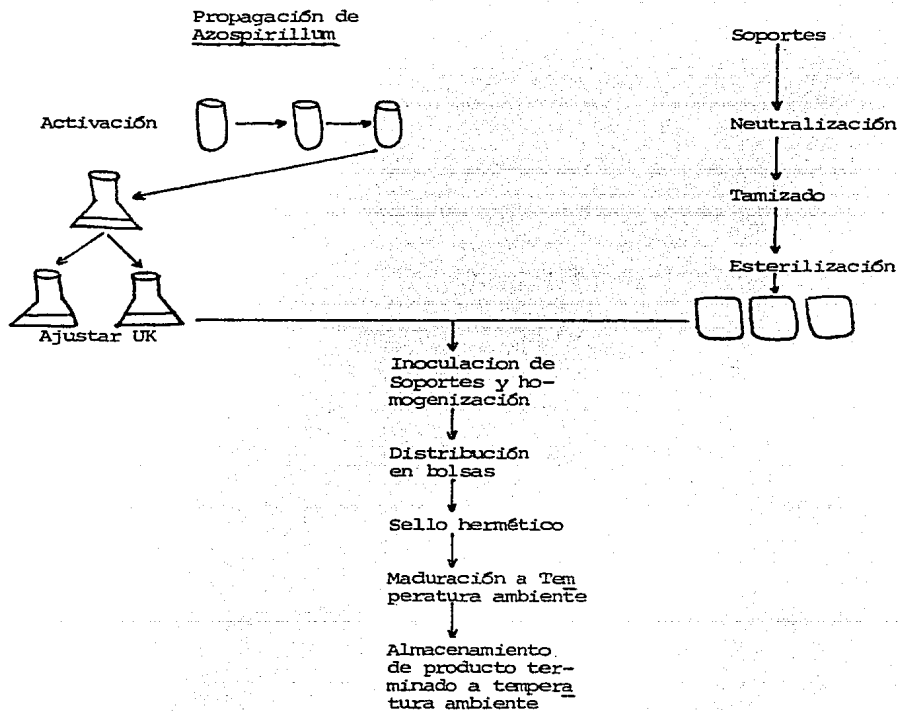 Propagación de
Azospirillum
Activación
Ajustar UK
Soportes
Neutralización
Tamizado
Esterilización
Inoculacion de
Soportes y ho-
mogenización
Distribución
en bolsas
Sello hermético
Maduración a Tem
peratura ambiente
Almacenamiento
de producto ter-
minado a tempera
tura ambiente